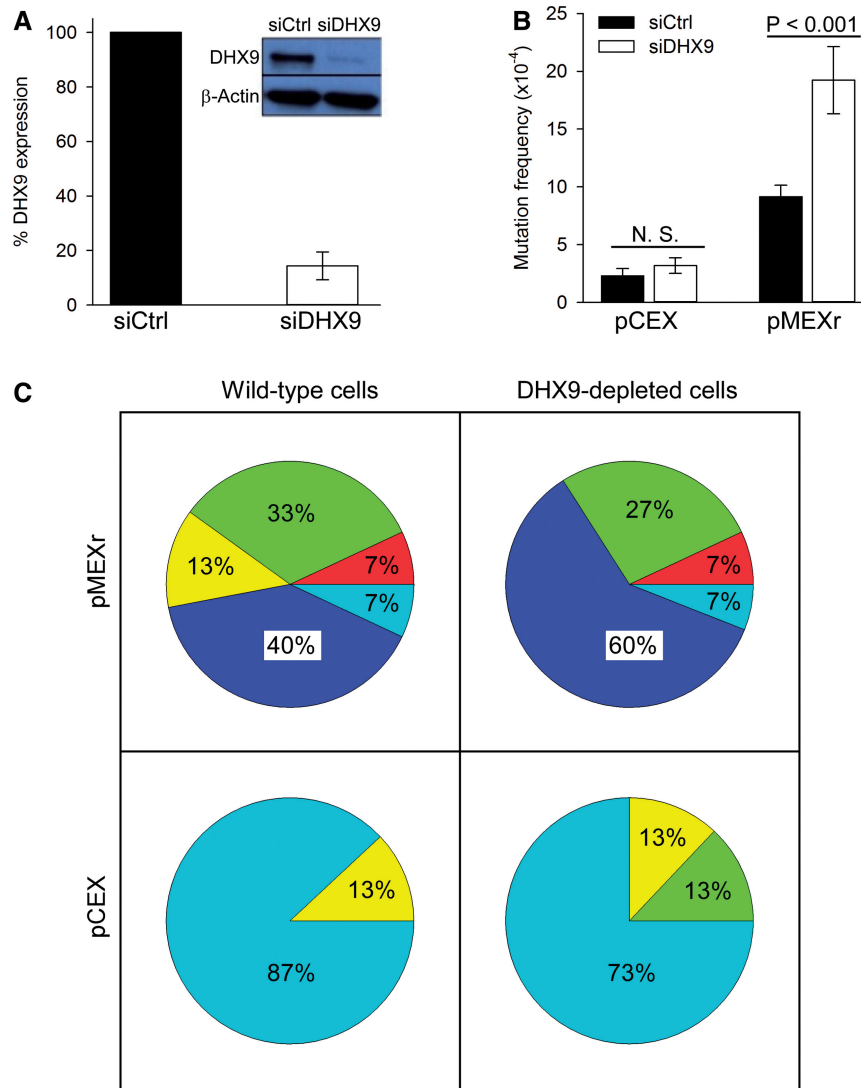 A
100
80
60
40
20
0
% DHX9 expression
siCtrl siDHX9
DHX9
β-Actin
siCtrl
siDHX9
B
25
20
15
10
5
0
Mutation frequency (x10⁻⁴)
siCtrl
siDHX9
P < 0.001
N. S.
pCEX
pMEXr
C
Wild-type cells
DHX9-depleted cells
pMEXr
33%
13%
7%
7%
40%
27%
7%
7%
60%
pCEX
13%
87%
13%
13%
73%